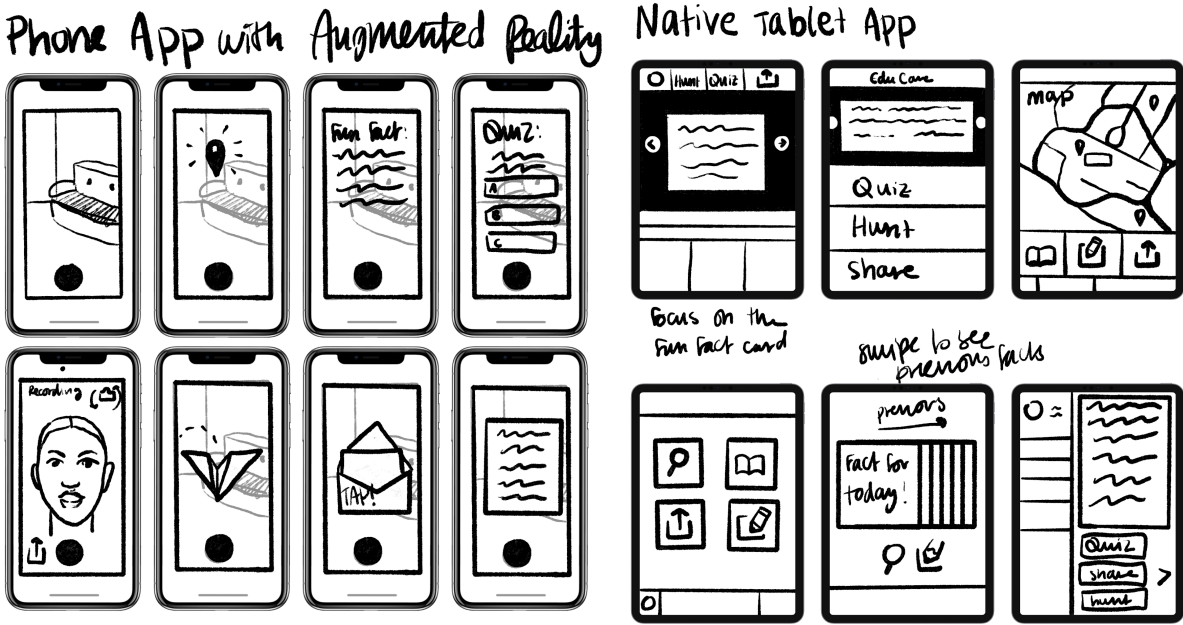 Phone App with Augmented Reality
Native Tablet App
Fun Fact:
Quiz:
A
B
C
Hunt
Quiz
Edu Care
Quiz
Hunt
Share
map
Focus on the
Fun Fact card
swipe to see
previous facts
Recording
TAP!
previous
Fact for
today!
Quiz
share
hunt